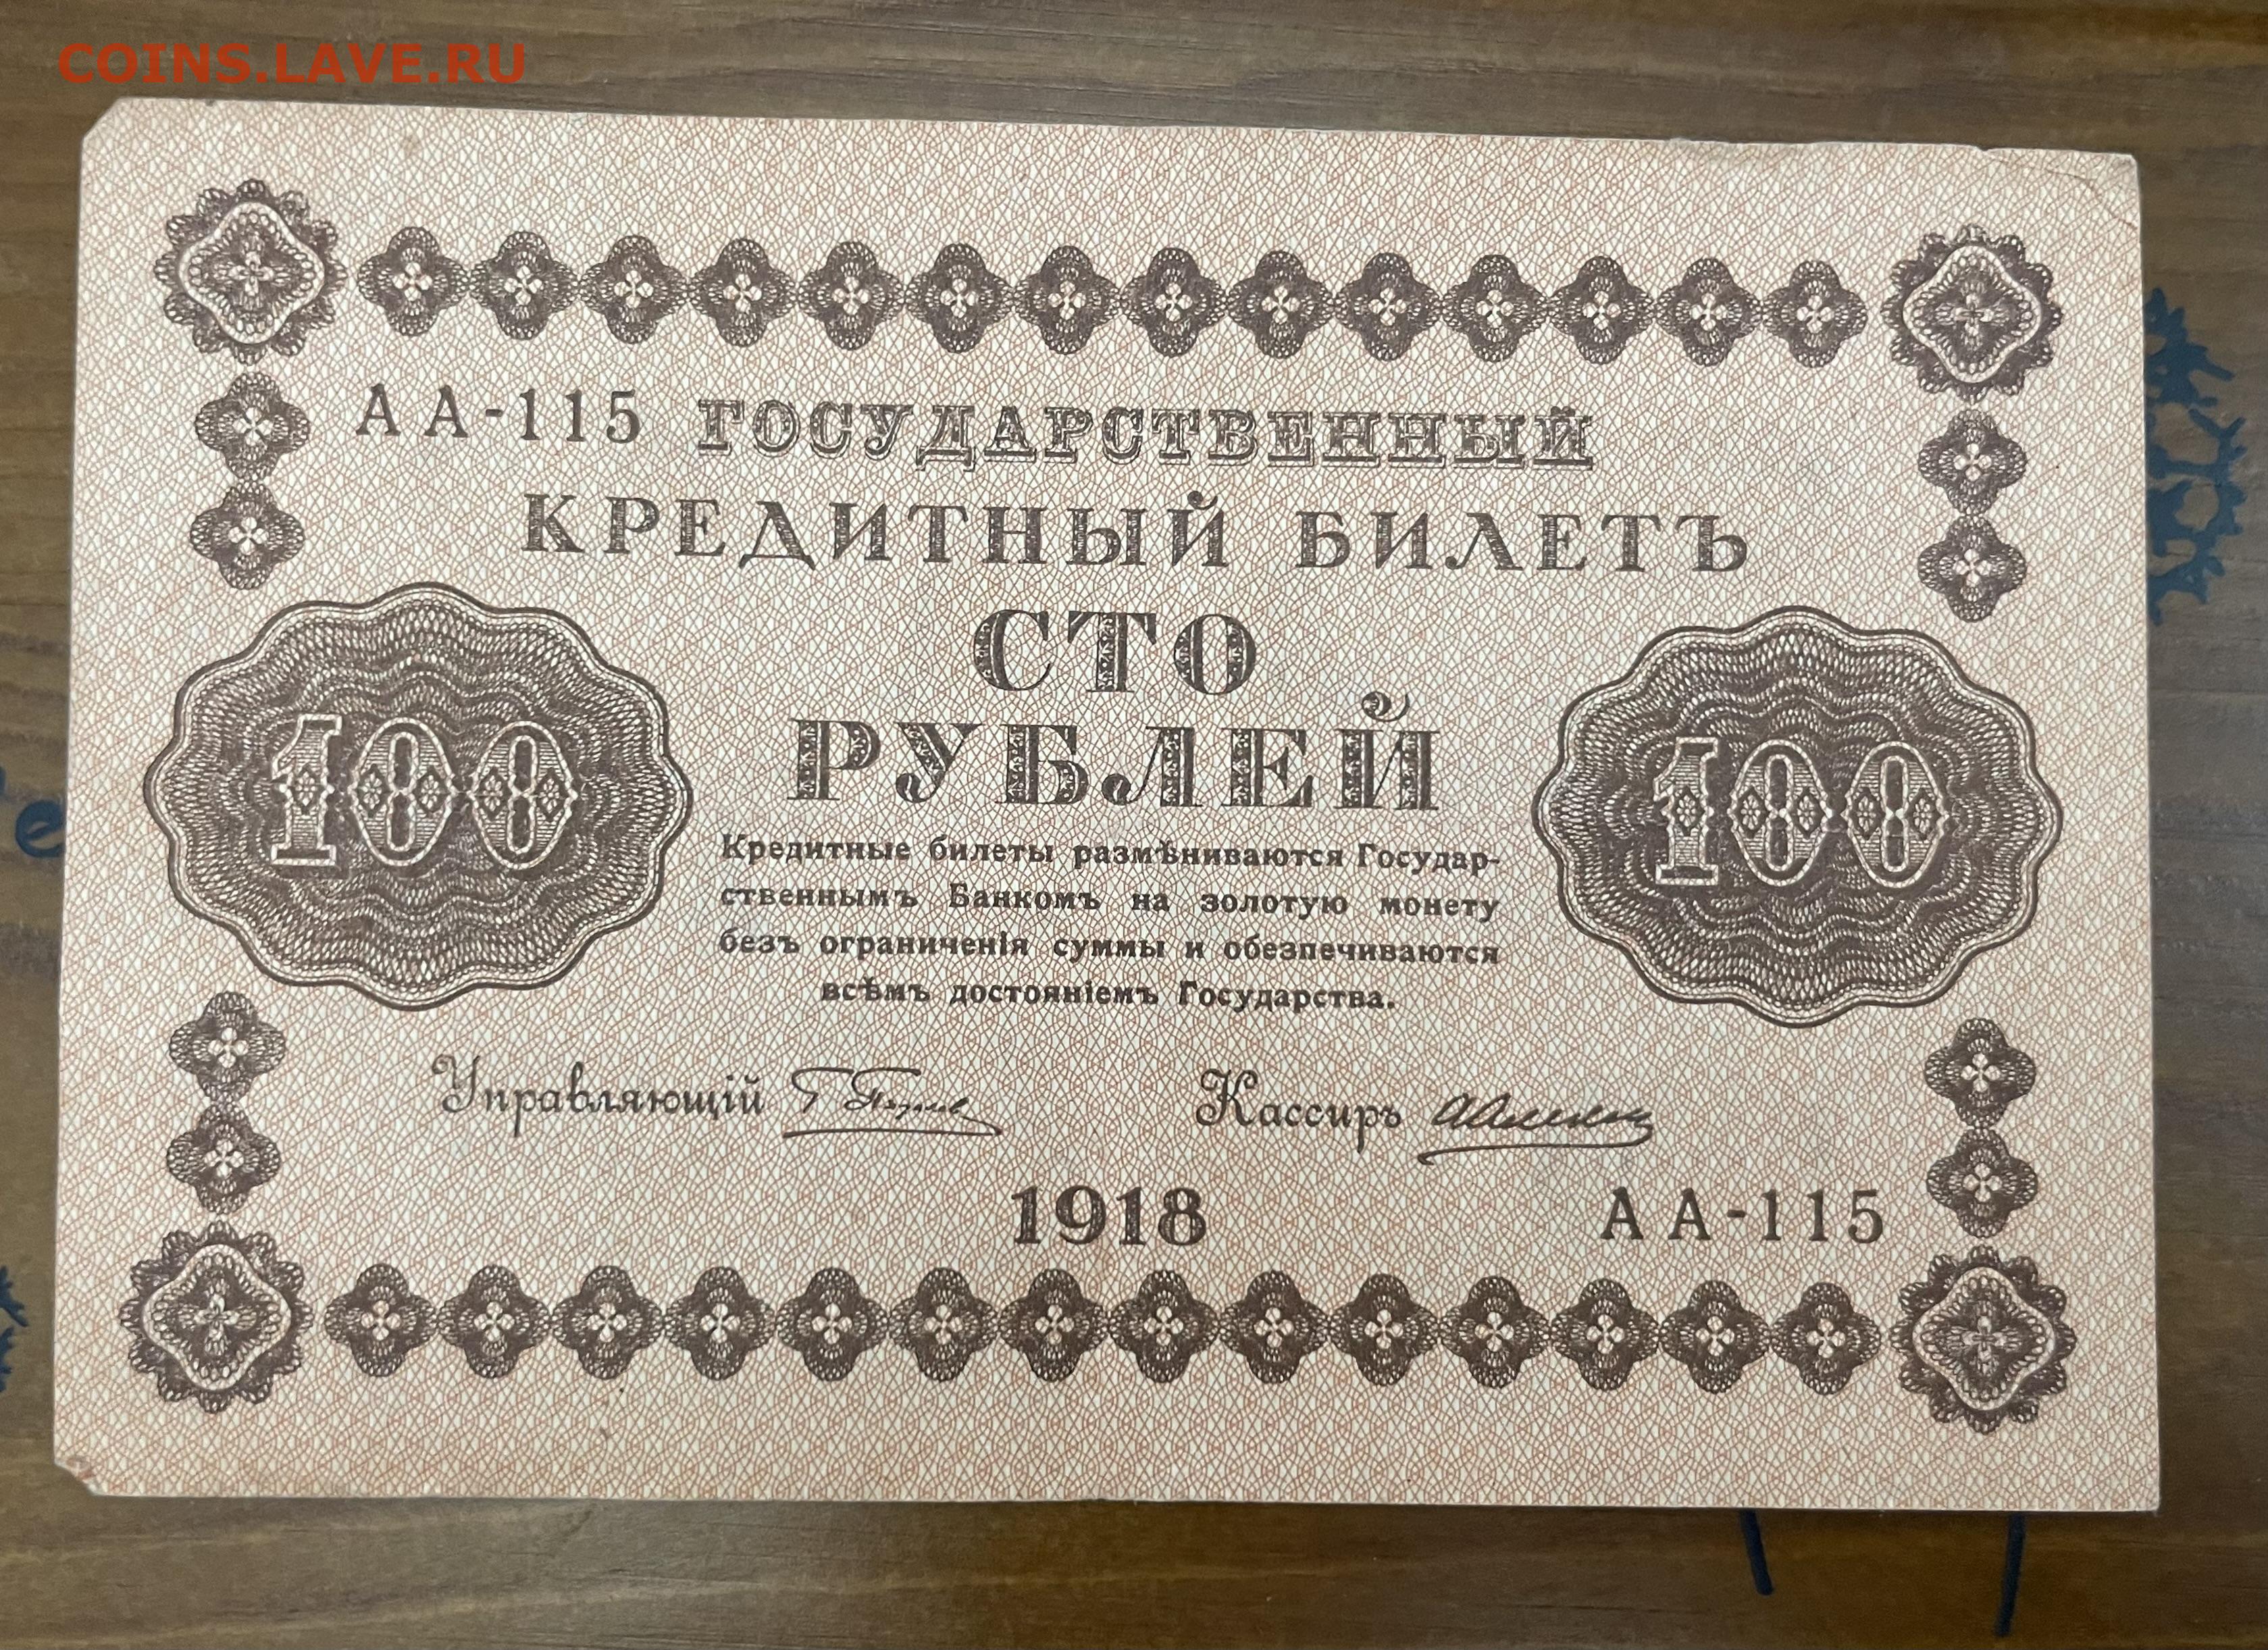 COINS.LAVE.RU
АА-115 ГОСУДАРСТВЕННЫЙ
КРЕДИТНЫЙ БИЛЕТЪ
СТО
РУБЛЕЙ
100
100
Кредитные билеты размѣниваются Государ-
ственнымъ Банкомъ на золотую монету
безъ ограниченія суммы и обезпечиваются
всѣмъ достояніемъ Государства.
Управляющій Кассиръ
1918 АА-115